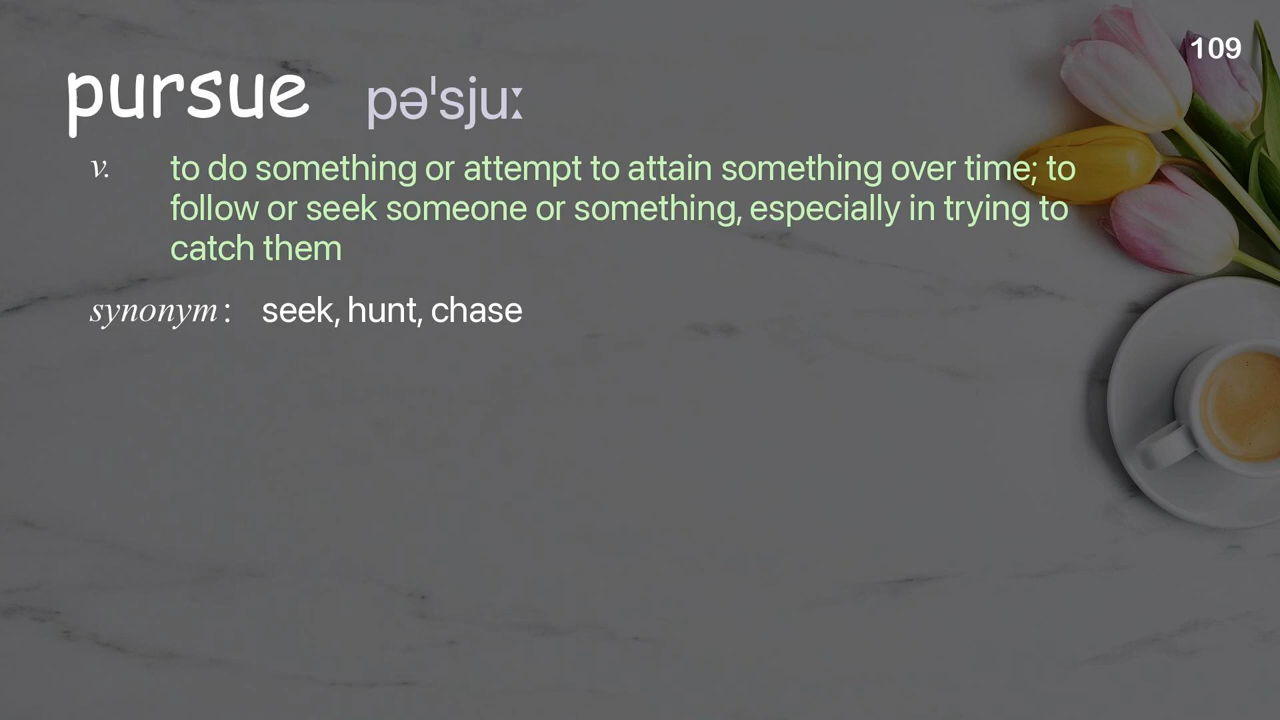 109
pursue pəˈsjuː
v. to do something or attempt to attain something over time; to
follow or seek someone or something, especially in trying to
catch them
synonym: seek, hunt, chase